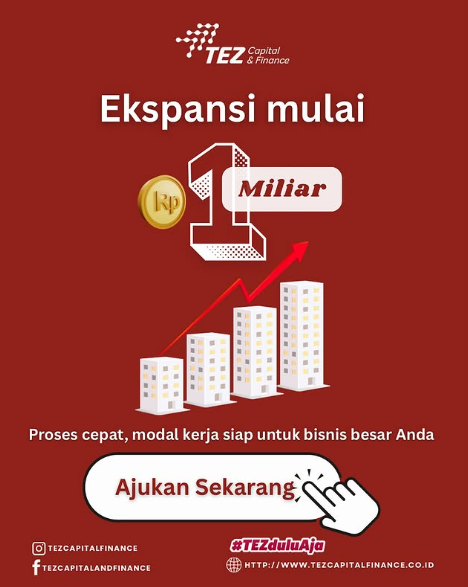 TEZ Capital
& Finance
Ekspansi mulai
Rp
1
Miliar
Proses cepat, modal kerja siap untuk bisnis besar Anda
Ajukan Sekarang
TEZCAPITALFINANCE
#TEZduluAja
TEZCAPITALANDFINANCE
HTTP://WWW.TEZCAPITALFINANCE.CO.ID